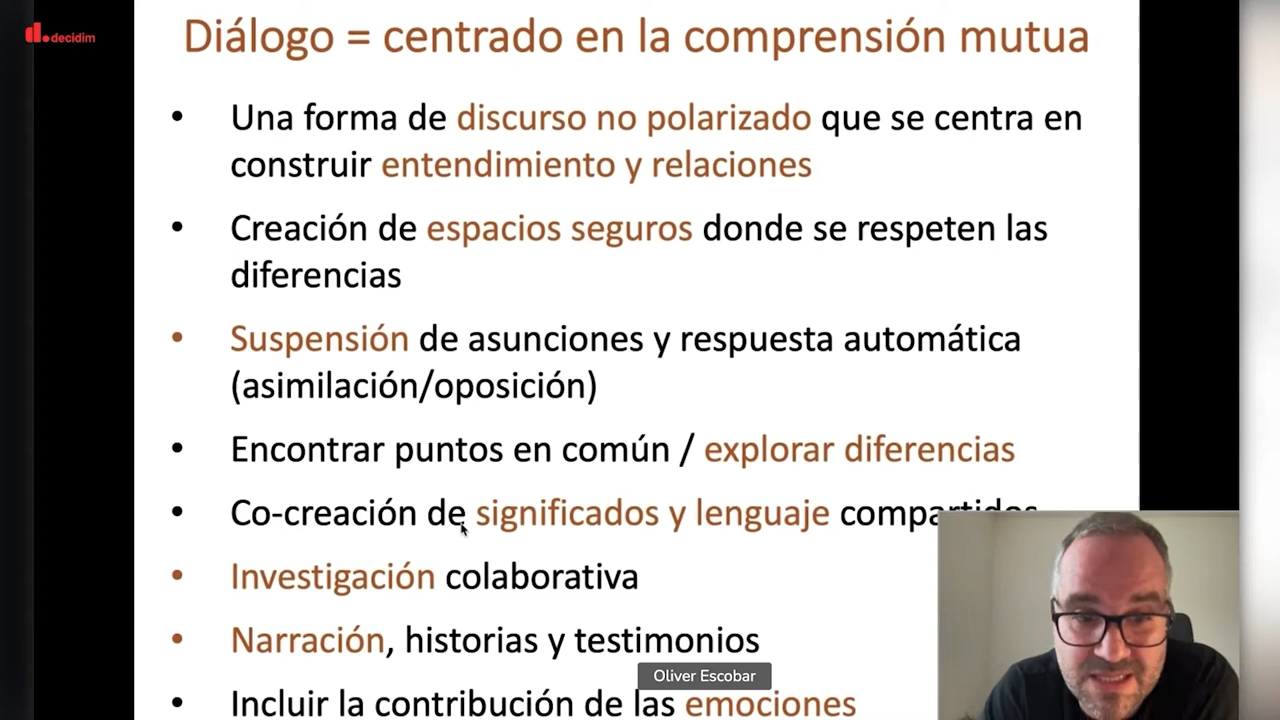 decidim
Diálogo = centrado en la comprensión mutua
• Una forma de discurso no polarizado que se centra en
construir entendimiento y relaciones
• Creación de espacios seguros donde se respeten las
diferencias
• Suspensión de asunciones y respuesta automática
(asimilación/oposición)
• Encontrar puntos en común / explorar diferencias
• Co-creación de significados y lenguaje compartidos
• Investigación colaborativa
• Narración, historias y testimonios
• Incluir la contribución de las emociones
Oliver Escobar